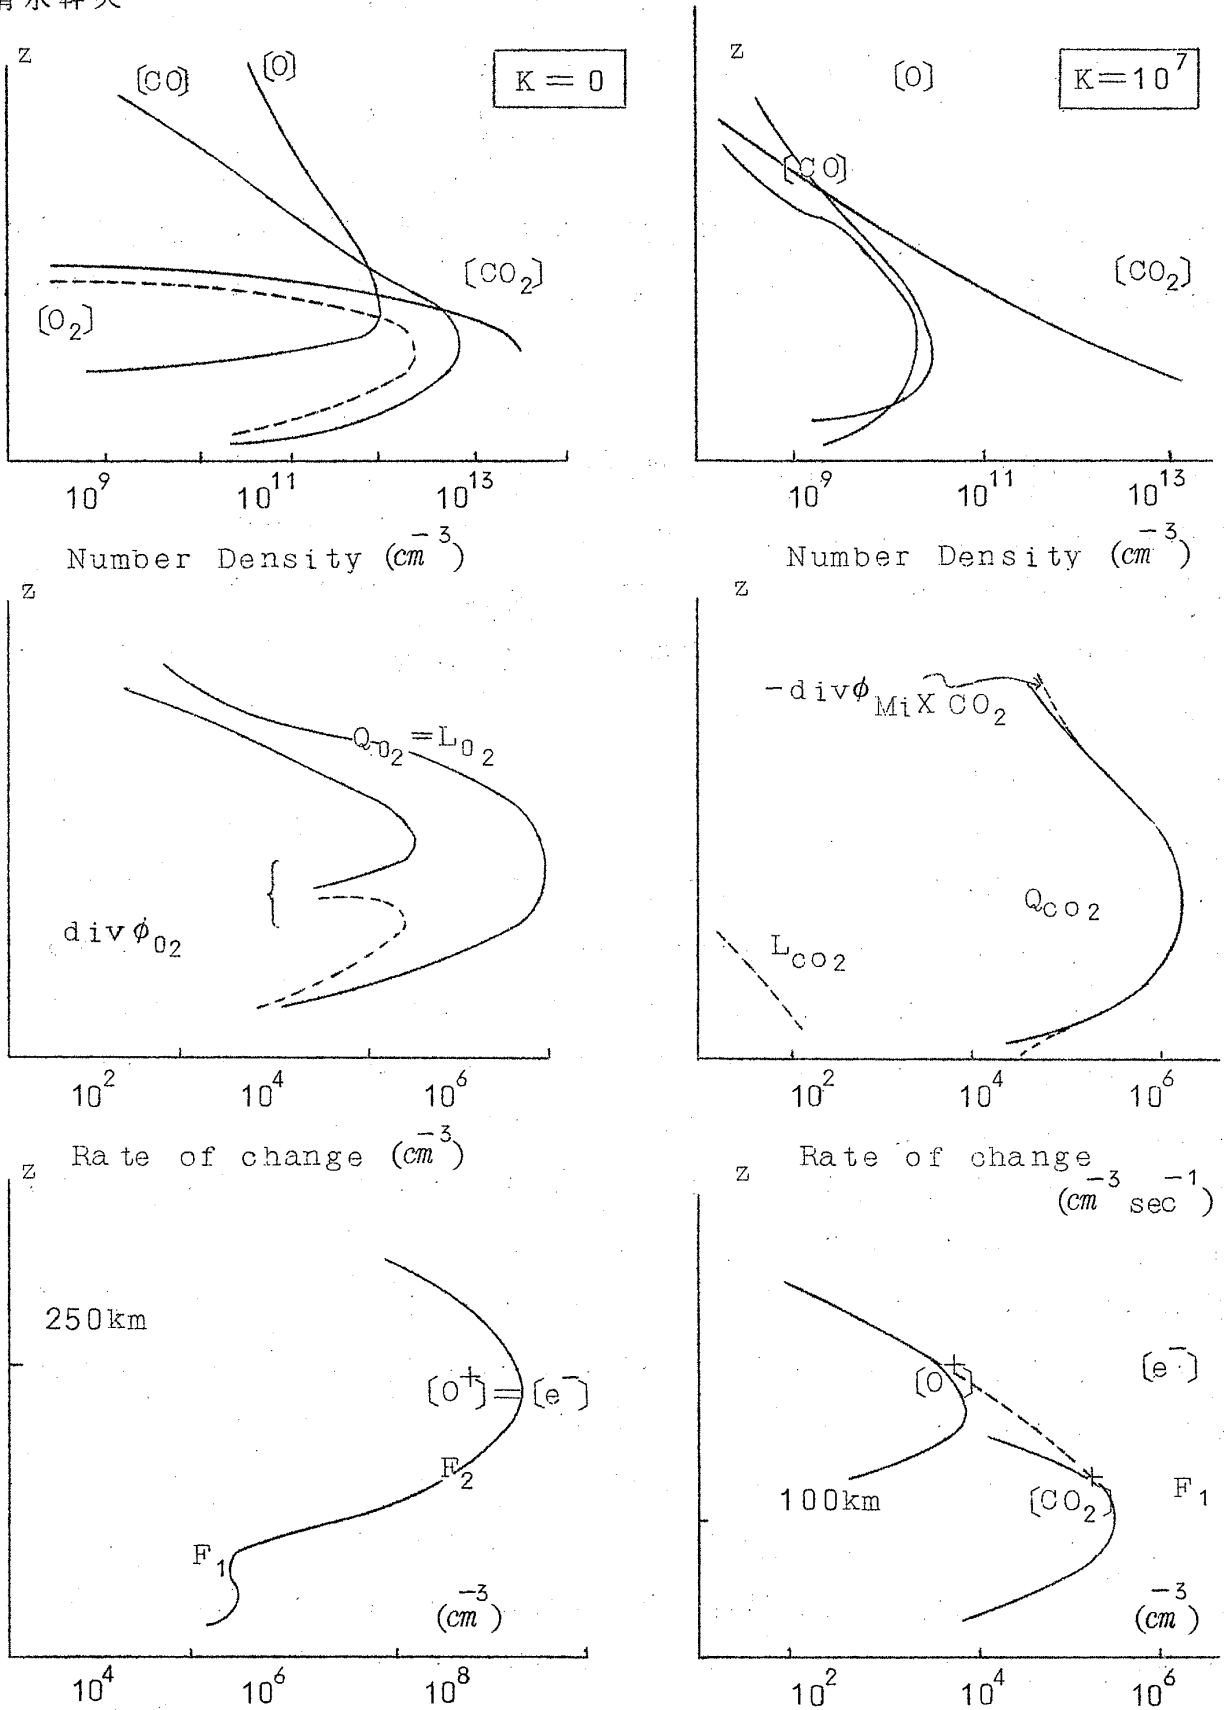 z
[CO]
[O]
K = 0
[CO2]
[O2]
10^9
10^11
10^13
Number Density (cm^-3)
z
[O]
K = 10^7
[CO]
[CO2]
10^9
10^11
10^13
Number Density (cm^-3)
z
Q_O2 = L_O2
{
divϕ_O2
10^2
10^4
10^6
Rate of change (cm^-3)
z
-divϕ_MiX CO2
Q_CO2
L_CO2
10^2
10^4
10^6
Rate of change
(cm^-3 sec^-1)
z
250km
[O^+] = [e^-]
F2
F1
(cm^-3)
10^4
10^6
10^8
z
[O^+]
[e^-]
100km
[CO2^+]
F1
(cm^-3)
10^2
10^4
10^6